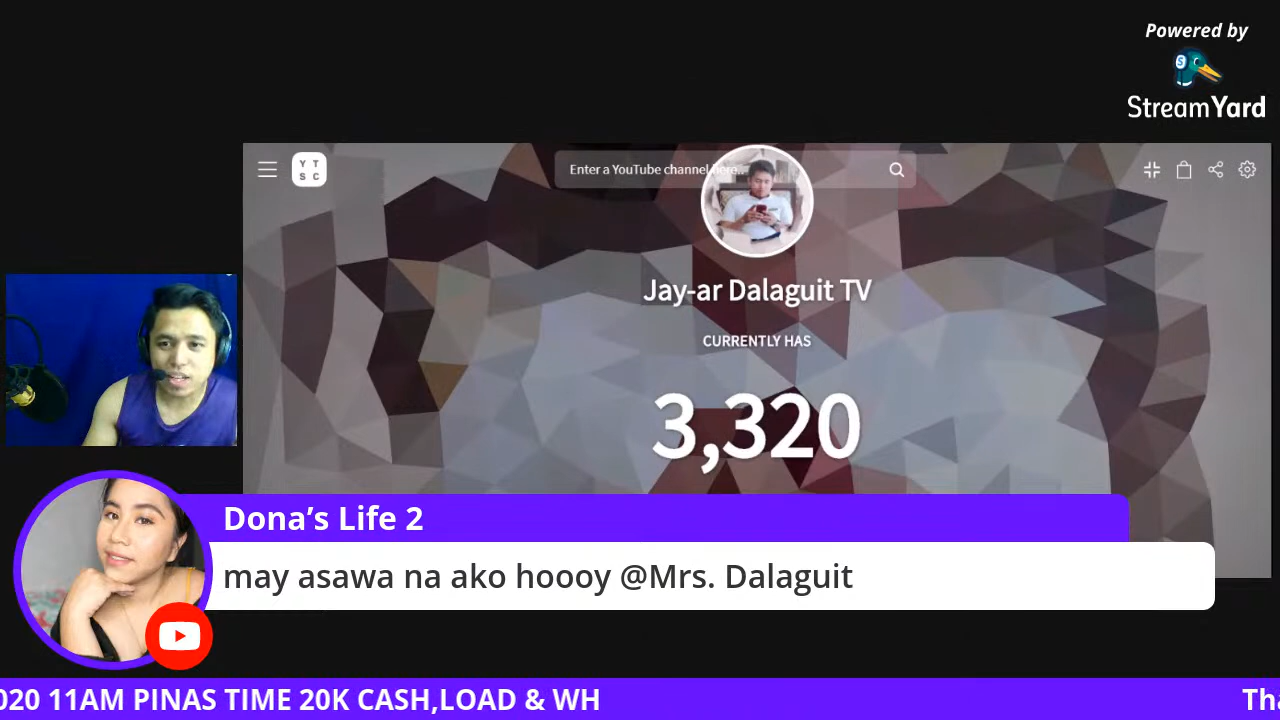 Powered by
StreamYard
Y T
S C
Enter a YouTube channel here...
Jay-ar Dalaguit TV
CURRENTLY HAS
3,320
Dona’s Life 2
may asawa na ako hoooy @Mrs. Dalaguit
020 11AM PINAS TIME 20K CASH,LOAD & WH
Tha